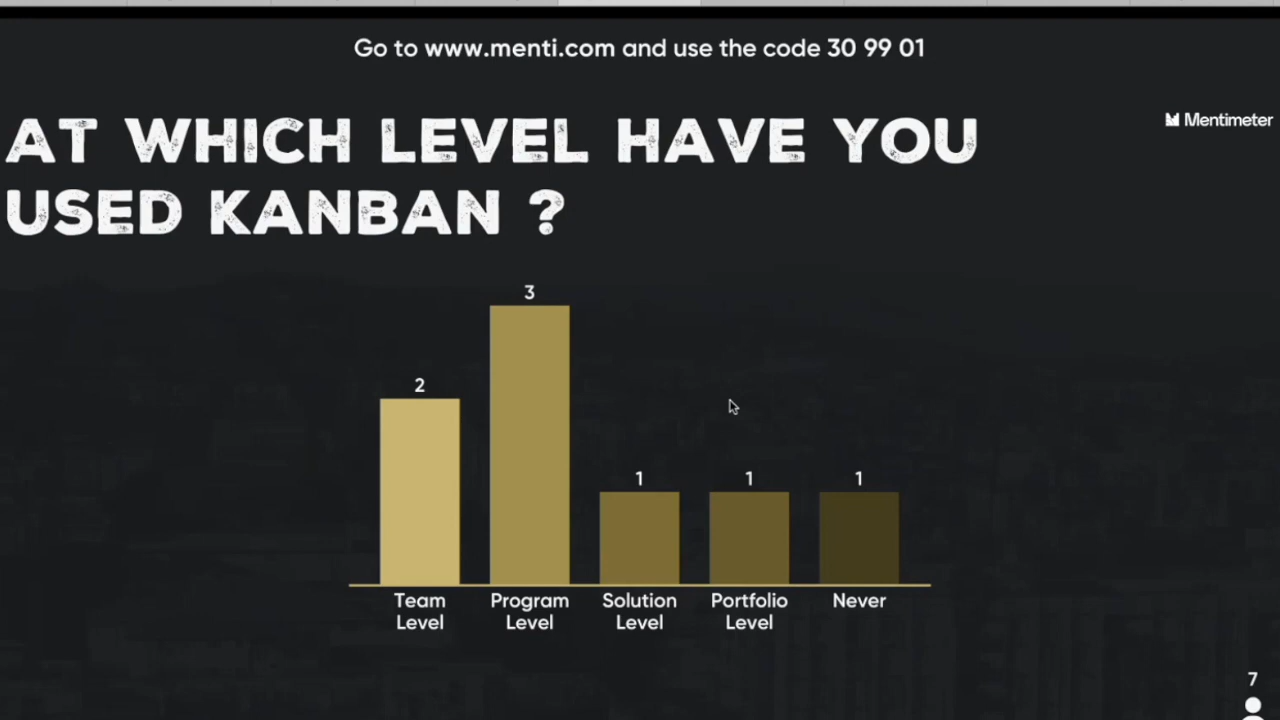 Go to www.menti.com and use the code 30 99 01
Mentimeter
AT WHICH LEVEL HAVE YOU
USED KANBAN ?
3
2
1 1 1
Team Program Solution Portfolio Never
Level Level Level Level
7